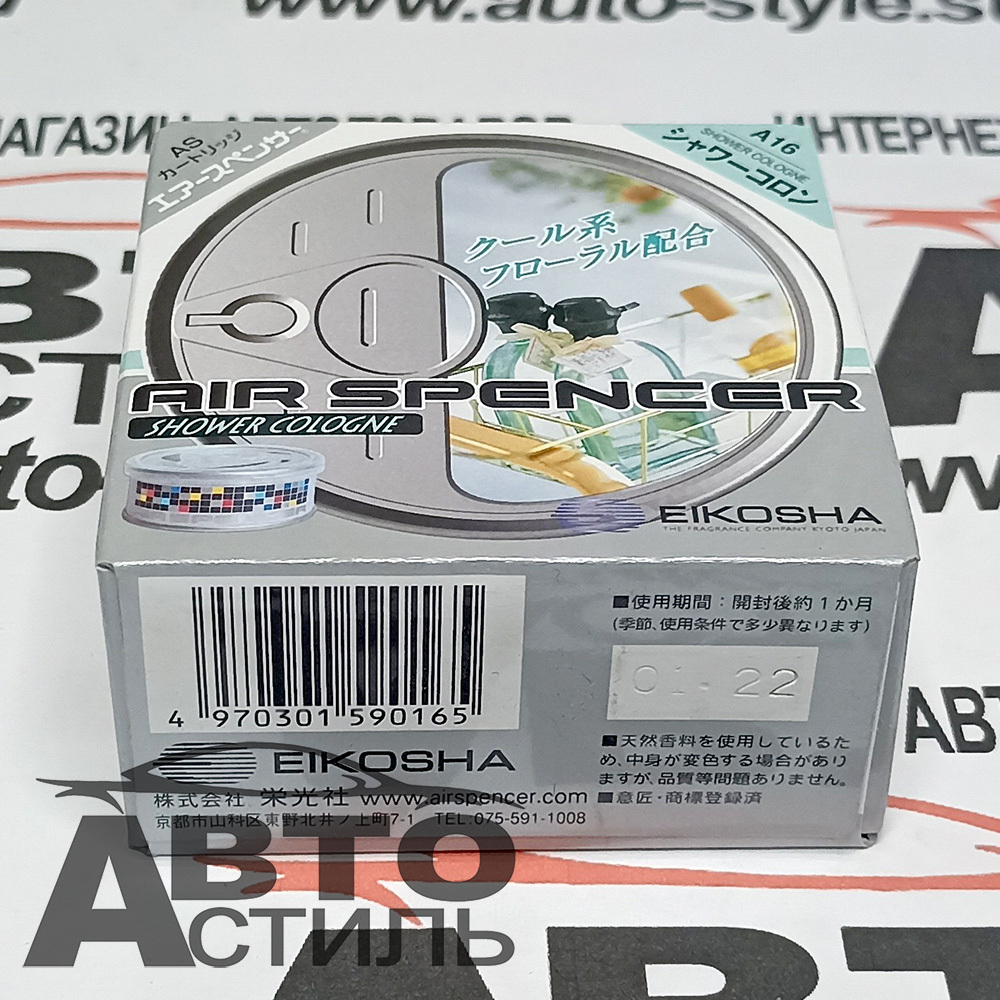 www.auto-style.su
МАГАЗИН АВТОТОВАРОВ
ИНТЕРНЕ
AS
カートリッジ
エアースペンサー
A16
SHOWER COLOGNE
シャワーコロン
クール系
フローラル配合
AIR SPENCER
SHOWER COLOGNE
EIKOSHA
THE FRAGRANCE COMPANY KYOTO JAPAN
4 970301 590165
■使用期間：開封後約1か月
(季節、使用条件で多少異なります)
01 22
EIKOSHA
株式会社 栄光社 www.airspencer.com
京都市山科区東野北井ノ上町7-1 TEL:075-591-1008
■天然香料を使用しているた
め、中身が変色する場合があり
ますが、品質等問題ありません。
■意匠・商標登録済
АВТО
СТИЛЬ